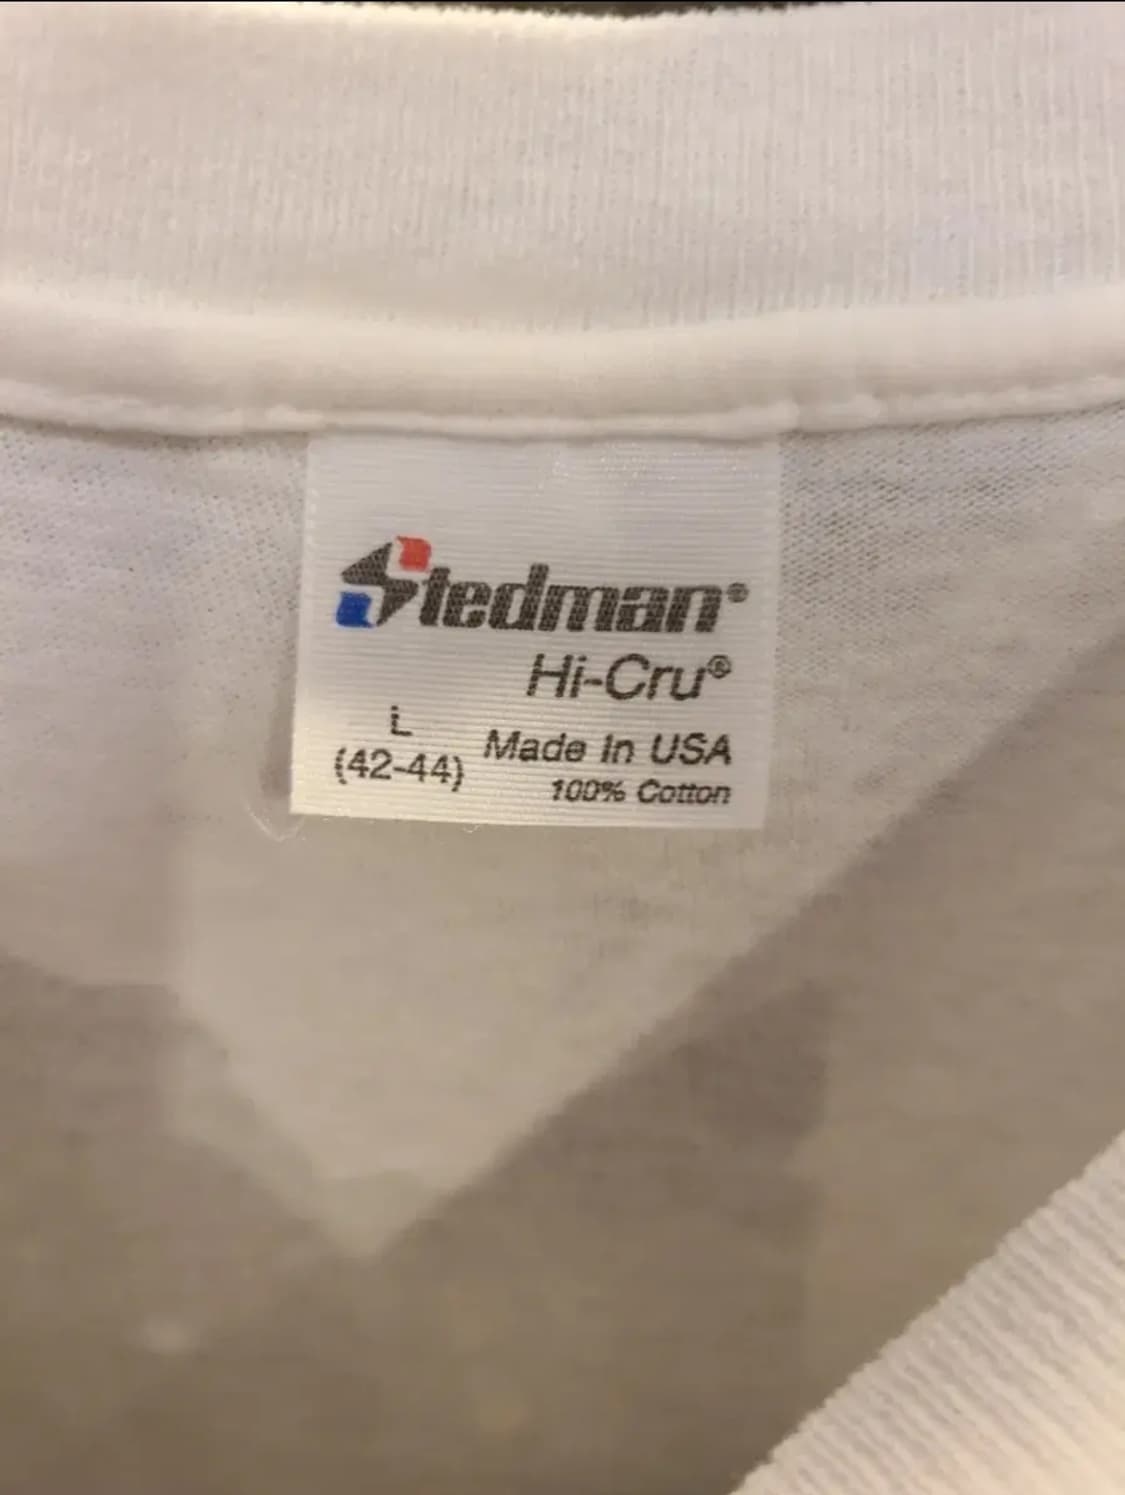 Stedman®
Hi-Cru®
L
(42-44)
Made In USA
100% Cotton